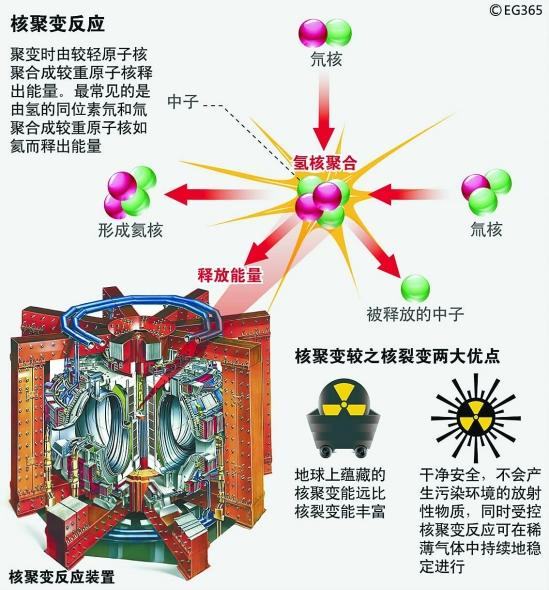 ©EG365
核聚变反应
聚变时由较轻原子核
聚合成较重原子核释
出能量。最常见的是
由氢的同位素氘和氚
聚合成较重原子核如
氦而释出能量
氘核
中子
氢核聚合
形成氦核
氚核
释放能量
被释放的中子
核聚变较之核裂变两大优点
地球上蕴藏的
核聚变能远比
核裂变能丰富
干净安全，不会产
生污染环境的放射
性物质，同时受控
核聚变反应可在稀
薄气体中持续地稳
定进行
核聚变反应装置